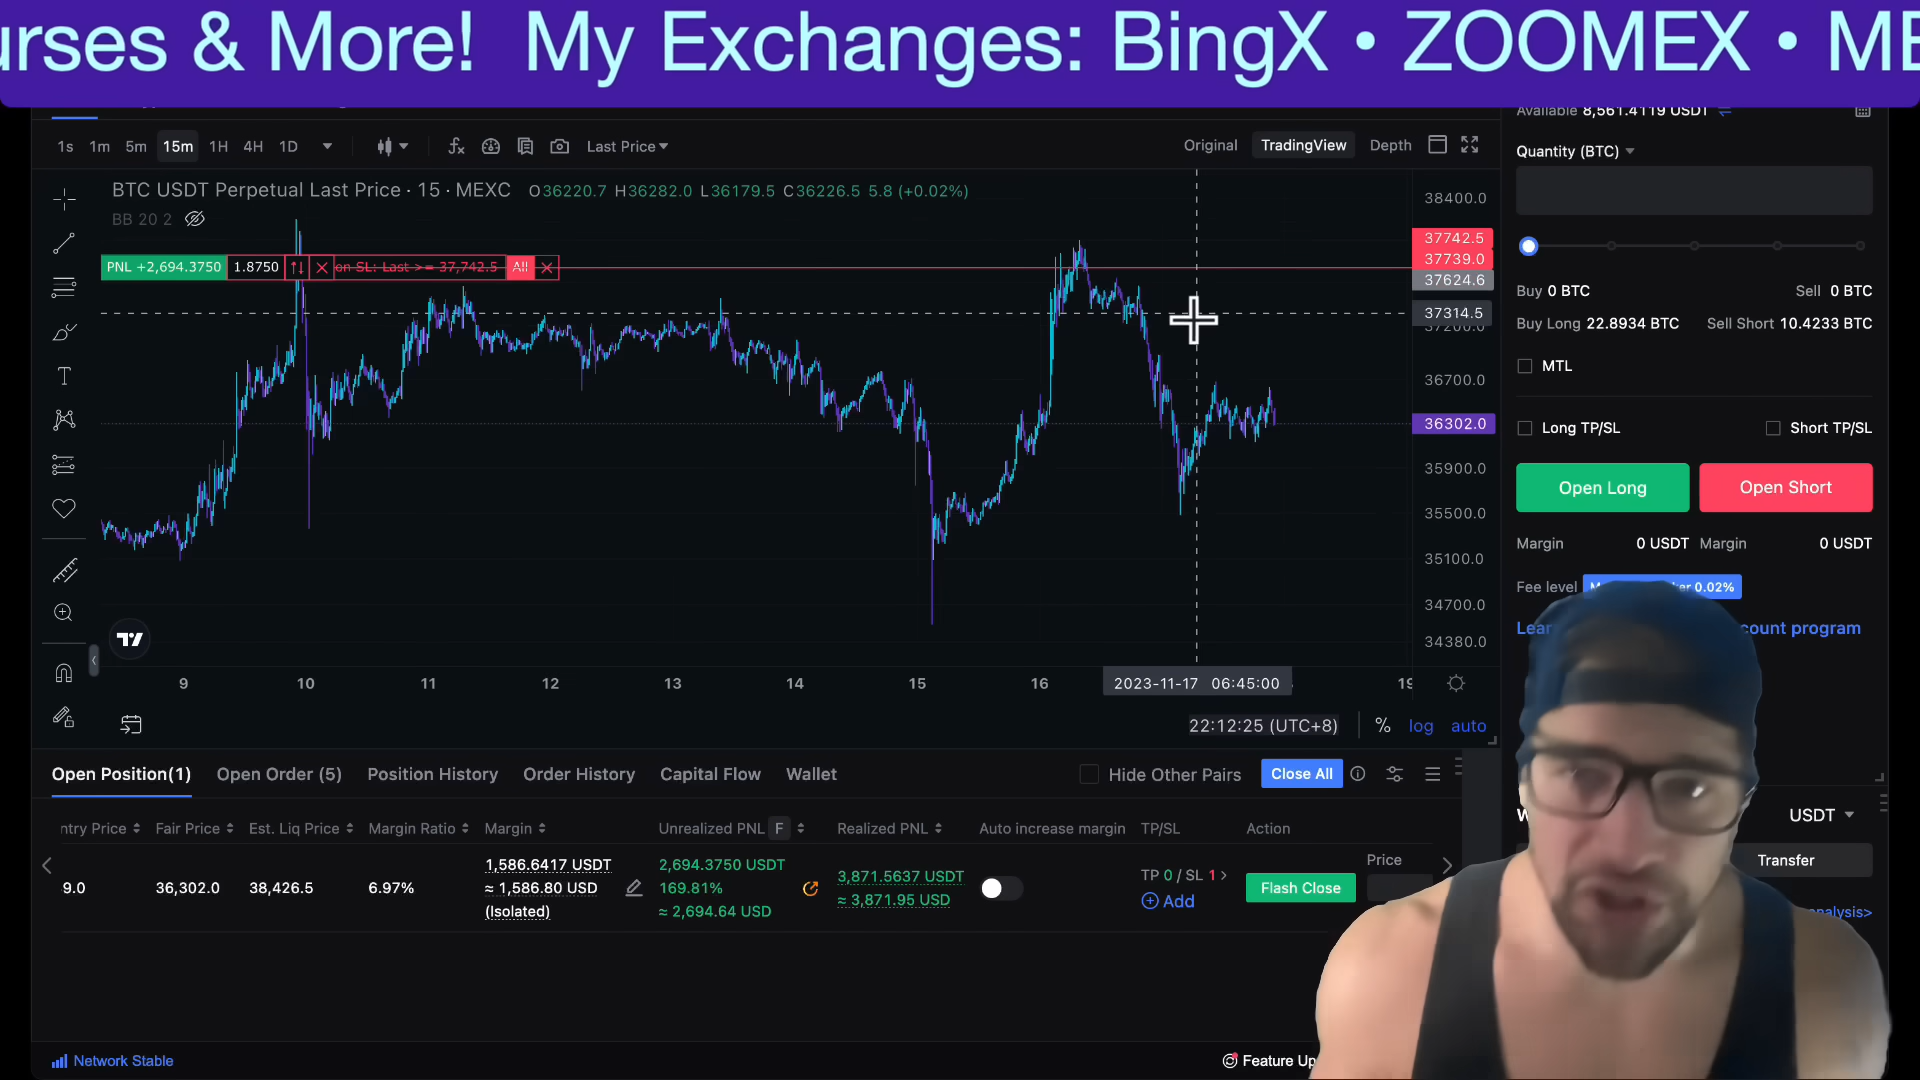 urses & More! My Exchanges: BingX • ZOOMEX • ME
1s 1m 5m 15m 1H 4H 1D
Last Price
Original TradingView Depth
BTC USDT Perpetual Last Price · 15 · MEXC O36220.7 H36282.0 L36179.5 C36226.5 5.8 (+0.02%)
BB 20 2
PNL +2,694.3750 1.8750 on SL: Last >= 37,742.5 All
38400.0
37742.5
37739.0
37624.6
37314.5
37200.0
36700.0
36302.0
35900.0
35500.0
35100.0
34700.0
34380.0
9 10 11 12 13 14 15 16 2023-11-17 06:45:00 19
22:12:25 (UTC+8) % log auto
Available 8,561.4119 USDT
Quantity (BTC)
Buy 0 BTC Sell 0 BTC
Buy Long 22.8934 BTC Sell Short 10.4233 BTC
MTL
Long TP/SL Short TP/SL
Open Long Open Short
Margin 0 USDT Margin 0 USDT
Fee level 0.02%
count program
Open Position(1) Open Order (5) Position History Order History Capital Flow Wallet
Hide Other Pairs Close All
ntry Price Fair Price Est. Liq Price Margin Ratio Margin Unrealized PNL F Realized PNL Auto increase margin TP/SL Action
9.0 36,302.0 38,426.5 6.97%
1,586.6417 USDT
≈ 1,586.80 USD
(Isolated)
2,694.3750 USDT
169.81%
≈ 2,694.64 USD
3,871.5637 USDT
≈ 3,871.95 USD
TP 0 / SL 1 >
Add
Flash Close
Price
USDT
Transfer
analysis>
Network Stable
Feature Up